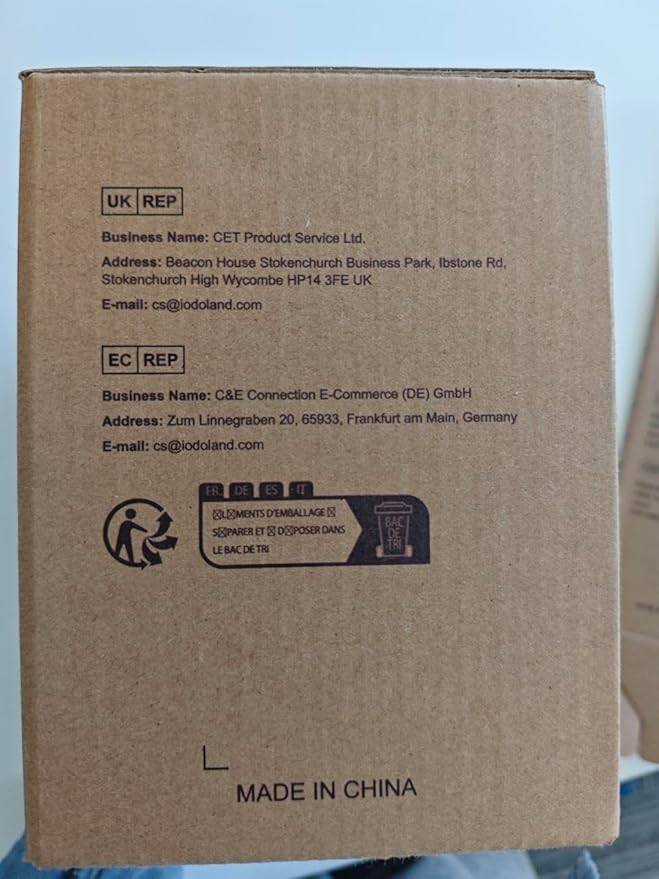 UK REP
Business Name: CET Product Service Ltd.
Address: Beacon House Stokenchurch Business Park, Ibstone Rd,
Stokenchurch High Wycombe HP14 3FE UK
E-mail: cs@iodoland.com
EC REP
Business Name: C&E Connection E-Commerce (DE) GmbH
Address: Zum Linnegraben 20, 65933, Frankfurt am Main, Germany
E-mail: cs@iodoland.com
FR DE ES IT
☒L☒MENTS D'EMBALLAGE ☒
S☒PARER ET ☒ D☒POSER DANS
LE BAC DE TRI
BAC
DE
TRI
MADE IN CHINA